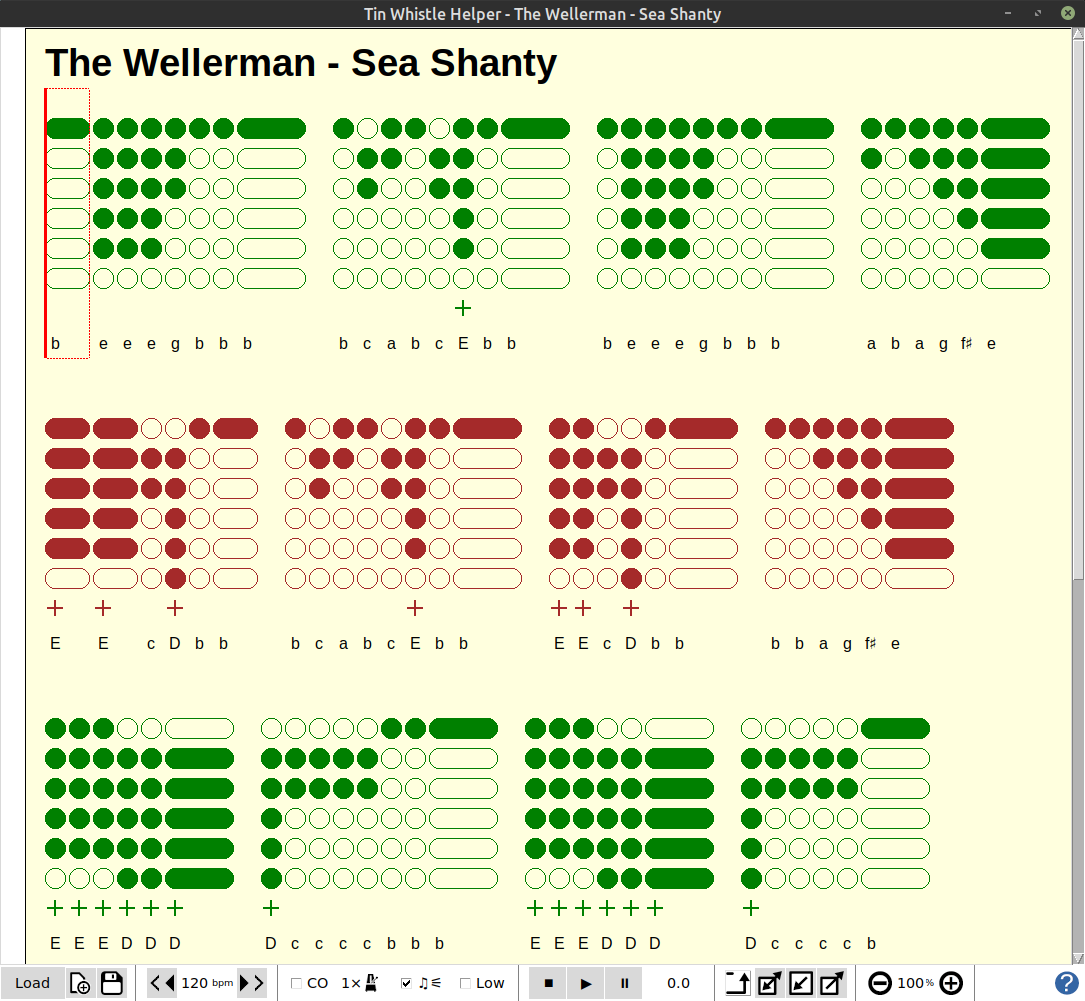 Tin Whistle Helper - The Wellerman - Sea Shanty
The Wellerman - Sea Shanty
b e e e g b b b b c a b c E b b b e e e g b b b a b a g f♯ e
E E c D b b b c a b c E b b E E c D b b b b a g f♯ e
E E E D D D D c c c c b b b E E E D D D D c c c c b
Load 120 bpm CO 1× Low 0.0 100%